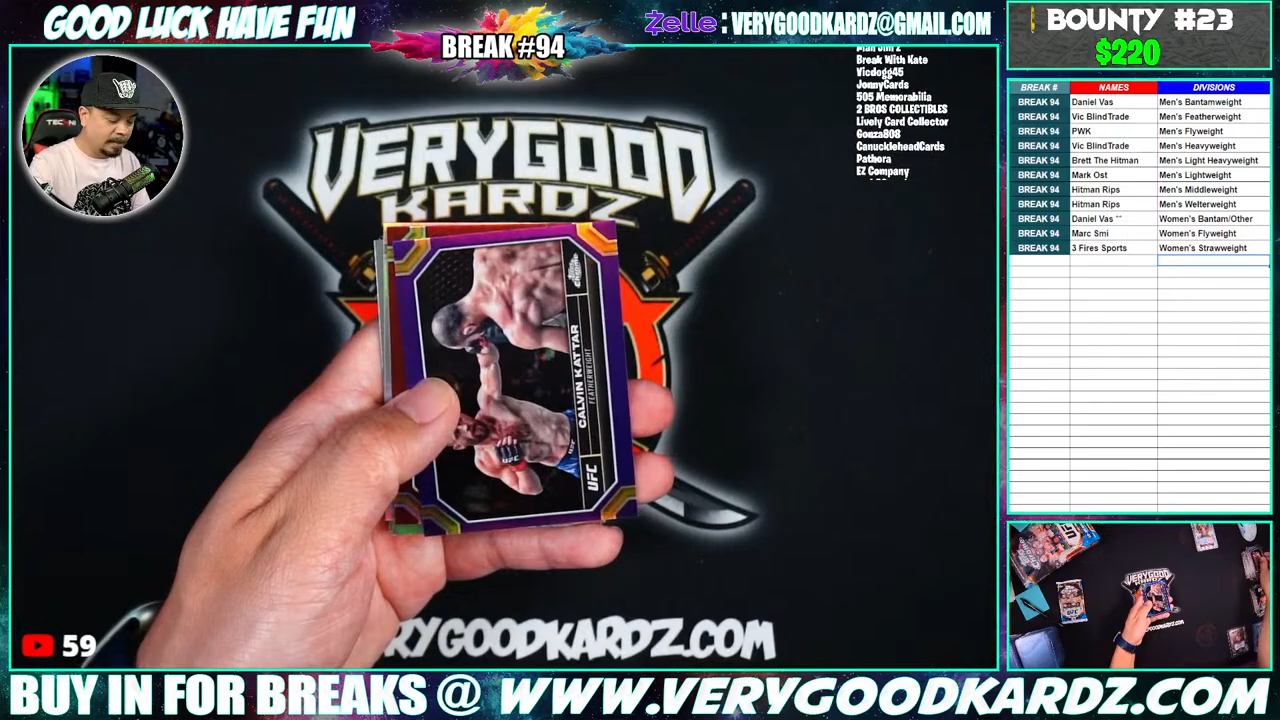 GOOD LUCK HAVE FUN
BREAK #94
Zelle : VERYGOODKARDZ@GMAIL.COM
BOUNTY #23
$220
Break With Kate
Vicdogg45
JonnyCards
505 Memorabilia
2 BROS COLLECTIBLES
Lively Card Collector
Gonza808
CanuckleheadCards
Pathora
EZ Company
BREAK # NAMES DIVISIONS
BREAK 94 Daniel Vas Men's Bantamweight
BREAK 94 Vic BlindTrade Men's Featherweight
BREAK 94 PWK Men's Flyweight
BREAK 94 Vic BlindTrade Men's Heavyweight
BREAK 94 Brett The Hitman Men's Light Heavyweight
BREAK 94 Mark Ost Men's Lightweight
BREAK 94 Hitman Rips Men's Middleweight
BREAK 94 Hitman Rips Men's Welterweight
BREAK 94 Daniel Vas ** Women's Bantam/Other
BREAK 94 Marc Smi Women's Flyweight
BREAK 94 3 Fires Sports Women's Strawweight
VERYGOOD
KARDZ
Topps Chrome
CALVIN KATTAR
FEATHERWEIGHT
UFC
RYGOODKARDZ.COM
59
BUY IN FOR BREAKS @ WWW.VERYGOODKARDZ.COM